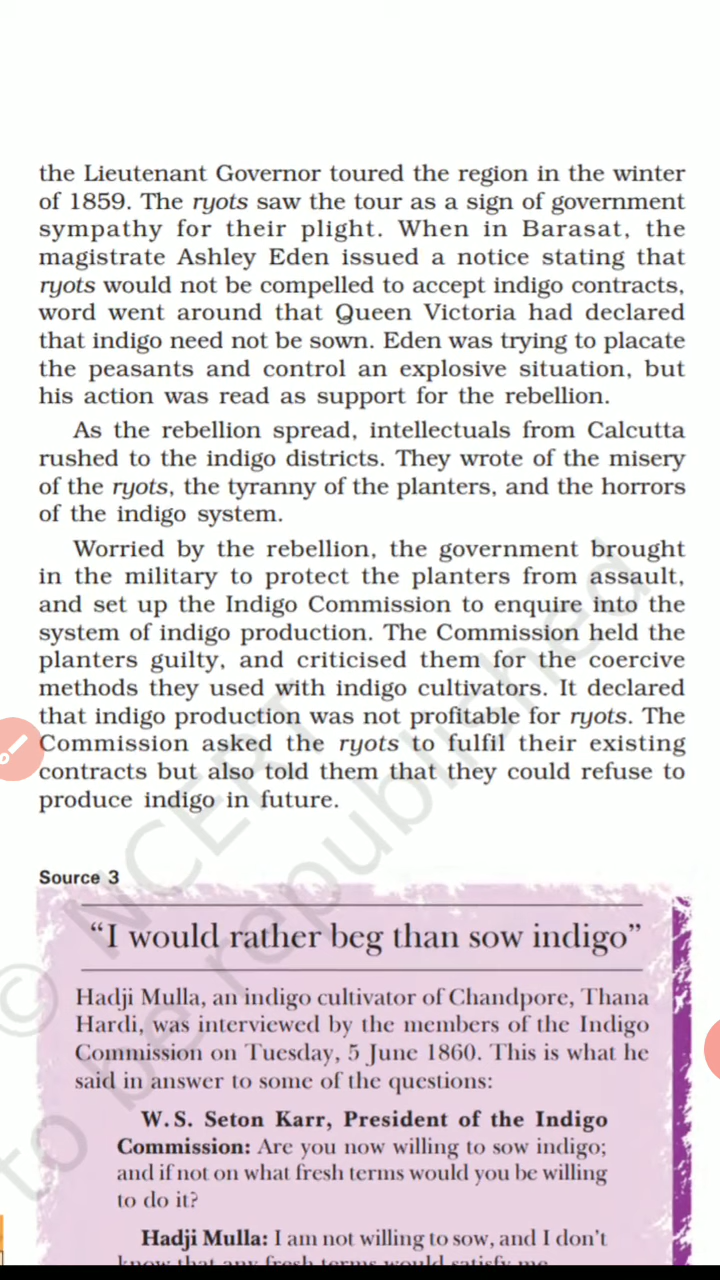 the Lieutenant Governor toured the region in the winter
of 1859. The ryots saw the tour as a sign of government
sympathy for their plight. When in Barasat, the
magistrate Ashley Eden issued a notice stating that
ryots would not be compelled to accept indigo contracts,
word went around that Queen Victoria had declared
that indigo need not be sown. Eden was trying to placate
the peasants and control an explosive situation, but
his action was read as support for the rebellion.
As the rebellion spread, intellectuals from Calcutta
rushed to the indigo districts. They wrote of the misery
of the ryots, the tyranny of the planters, and the horrors
of the indigo system.
Worried by the rebellion, the government brought
in the military to protect the planters from assault,
and set up the Indigo Commission to enquire into the
system of indigo production. The Commission held the
planters guilty, and criticised them for the coercive
methods they used with indigo cultivators. It declared
that indigo production was not profitable for ryots. The
Commission asked the ryots to fulfil their existing
contracts but also told them that they could refuse to
produce indigo in future.
Source 3
“I would rather beg than sow indigo”
Hadji Mulla, an indigo cultivator of Chandpore, Thana
Hardi, was interviewed by the members of the Indigo
Commission on Tuesday, 5 June 1860. This is what he
said in answer to some of the questions:
W.S. Seton Karr, President of the Indigo
Commission: Are you now willing to sow indigo;
and if not on what fresh terms would you be willing
to do it?
Hadji Mulla: I am not willing to sow, and I don’t
know that any fresh terms would satisfy me.
© NCERT
to be republished